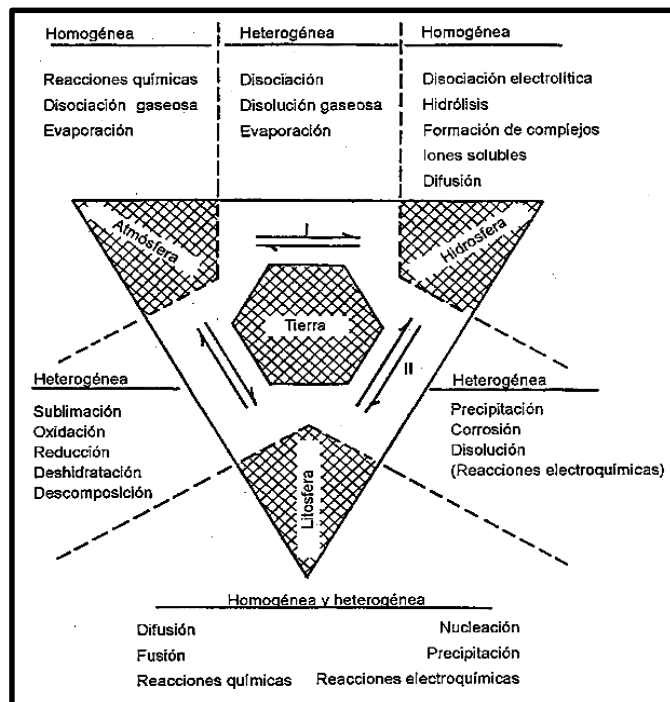 Homogénea
Reacciones químicas
Disociación gaseosa
Evaporación
Heterogénea
Disociación
Disolución gaseosa
Evaporación
Homogénea
Disociación electrolítica
Hidrólisis
Formación de complejos
Iones solubles
Difusión
Atmósfera
I
Hidrosfera
Tierra
II
Heterogénea
Sublimación
Oxidación
Reducción
Deshidratación
Descomposición
Heterogénea
Precipitación
Corrosión
Disolución
(Reacciones electroquímicas)
Litosfera
Homogénea y heterogénea
Difusión
Fusión
Reacciones químicas
Nucleación
Precipitación
Reacciones electroquímicas